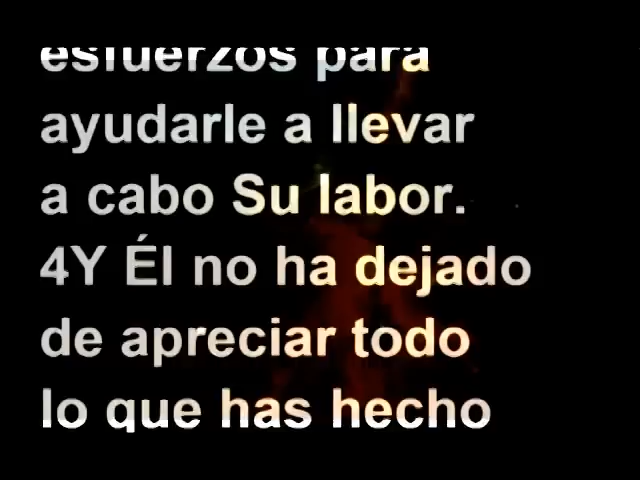 esfuerzos para
ayudarle a llevar
a cabo Su labor.
4Y Él no ha dejado
de apreciar todo
lo que has hecho